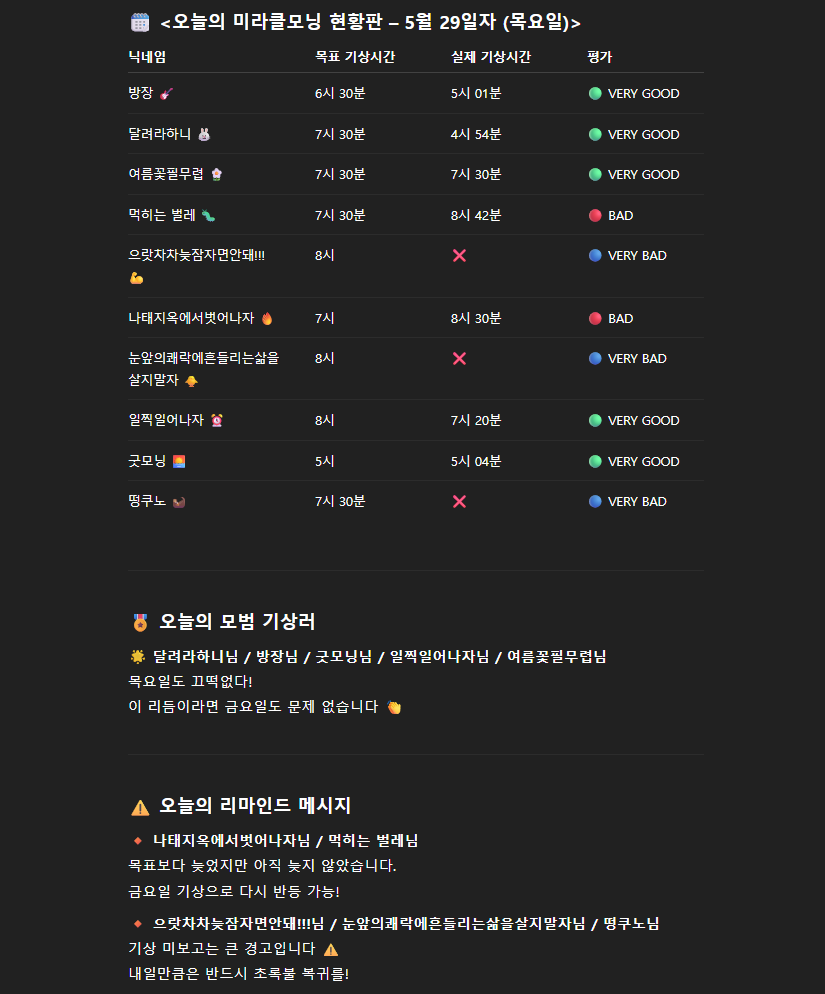 🗓️ <오늘의 미라클모닝 현황판 – 5월 29일자 (목요일)>
닉네임 목표 기상시간 실제 기상시간 평가
방장 🎸 6시 30분 5시 01분 🟢 VERY GOOD
달려라하니 🐰 7시 30분 4시 54분 🟢 VERY GOOD
여름꽃필무렵 🌸 7시 30분 7시 30분 🟢 VERY GOOD
먹히는 벌레 🐛 7시 30분 8시 42분 🔴 BAD
으랏차차늦잠자면안돼!!! 8시 ❌ 🔵 VERY BAD
💪
나태지옥에서벗어나자 🔥 7시 8시 30분 🔴 BAD
눈앞의쾌락에흔들리는삶을 8시 ❌ 🔵 VERY BAD
살지말자 🐥
일찍일어나자 ⏰ 8시 7시 20분 🟢 VERY GOOD
굿모닝 🌅 5시 5시 04분 🟢 VERY GOOD
떵쿠노 🦦 7시 30분 ❌ 🔵 VERY BAD
🏅 오늘의 모범 기상러
🌟 달려라하니님 / 방장님 / 굿모닝님 / 일찍일어나자님 / 여름꽃필무렵님
목요일도 끄떡없다!
이 리듬이라면 금요일도 문제 없습니다 👏
⚠️ 오늘의 리마인드 메시지
🔸 나태지옥에서벗어나자님 / 먹히는 벌레님
목표보다 늦었지만 아직 늦지 않았습니다.
금요일 기상으로 다시 반등 가능!
🔸 으랏차차늦잠자면안돼!!!님 / 눈앞의쾌락에흔들리는삶을살지말자님 / 떵쿠노님
기상 미보고는 큰 경고입니다 ⚠️
내일만큼은 반드시 초록불 복귀를!